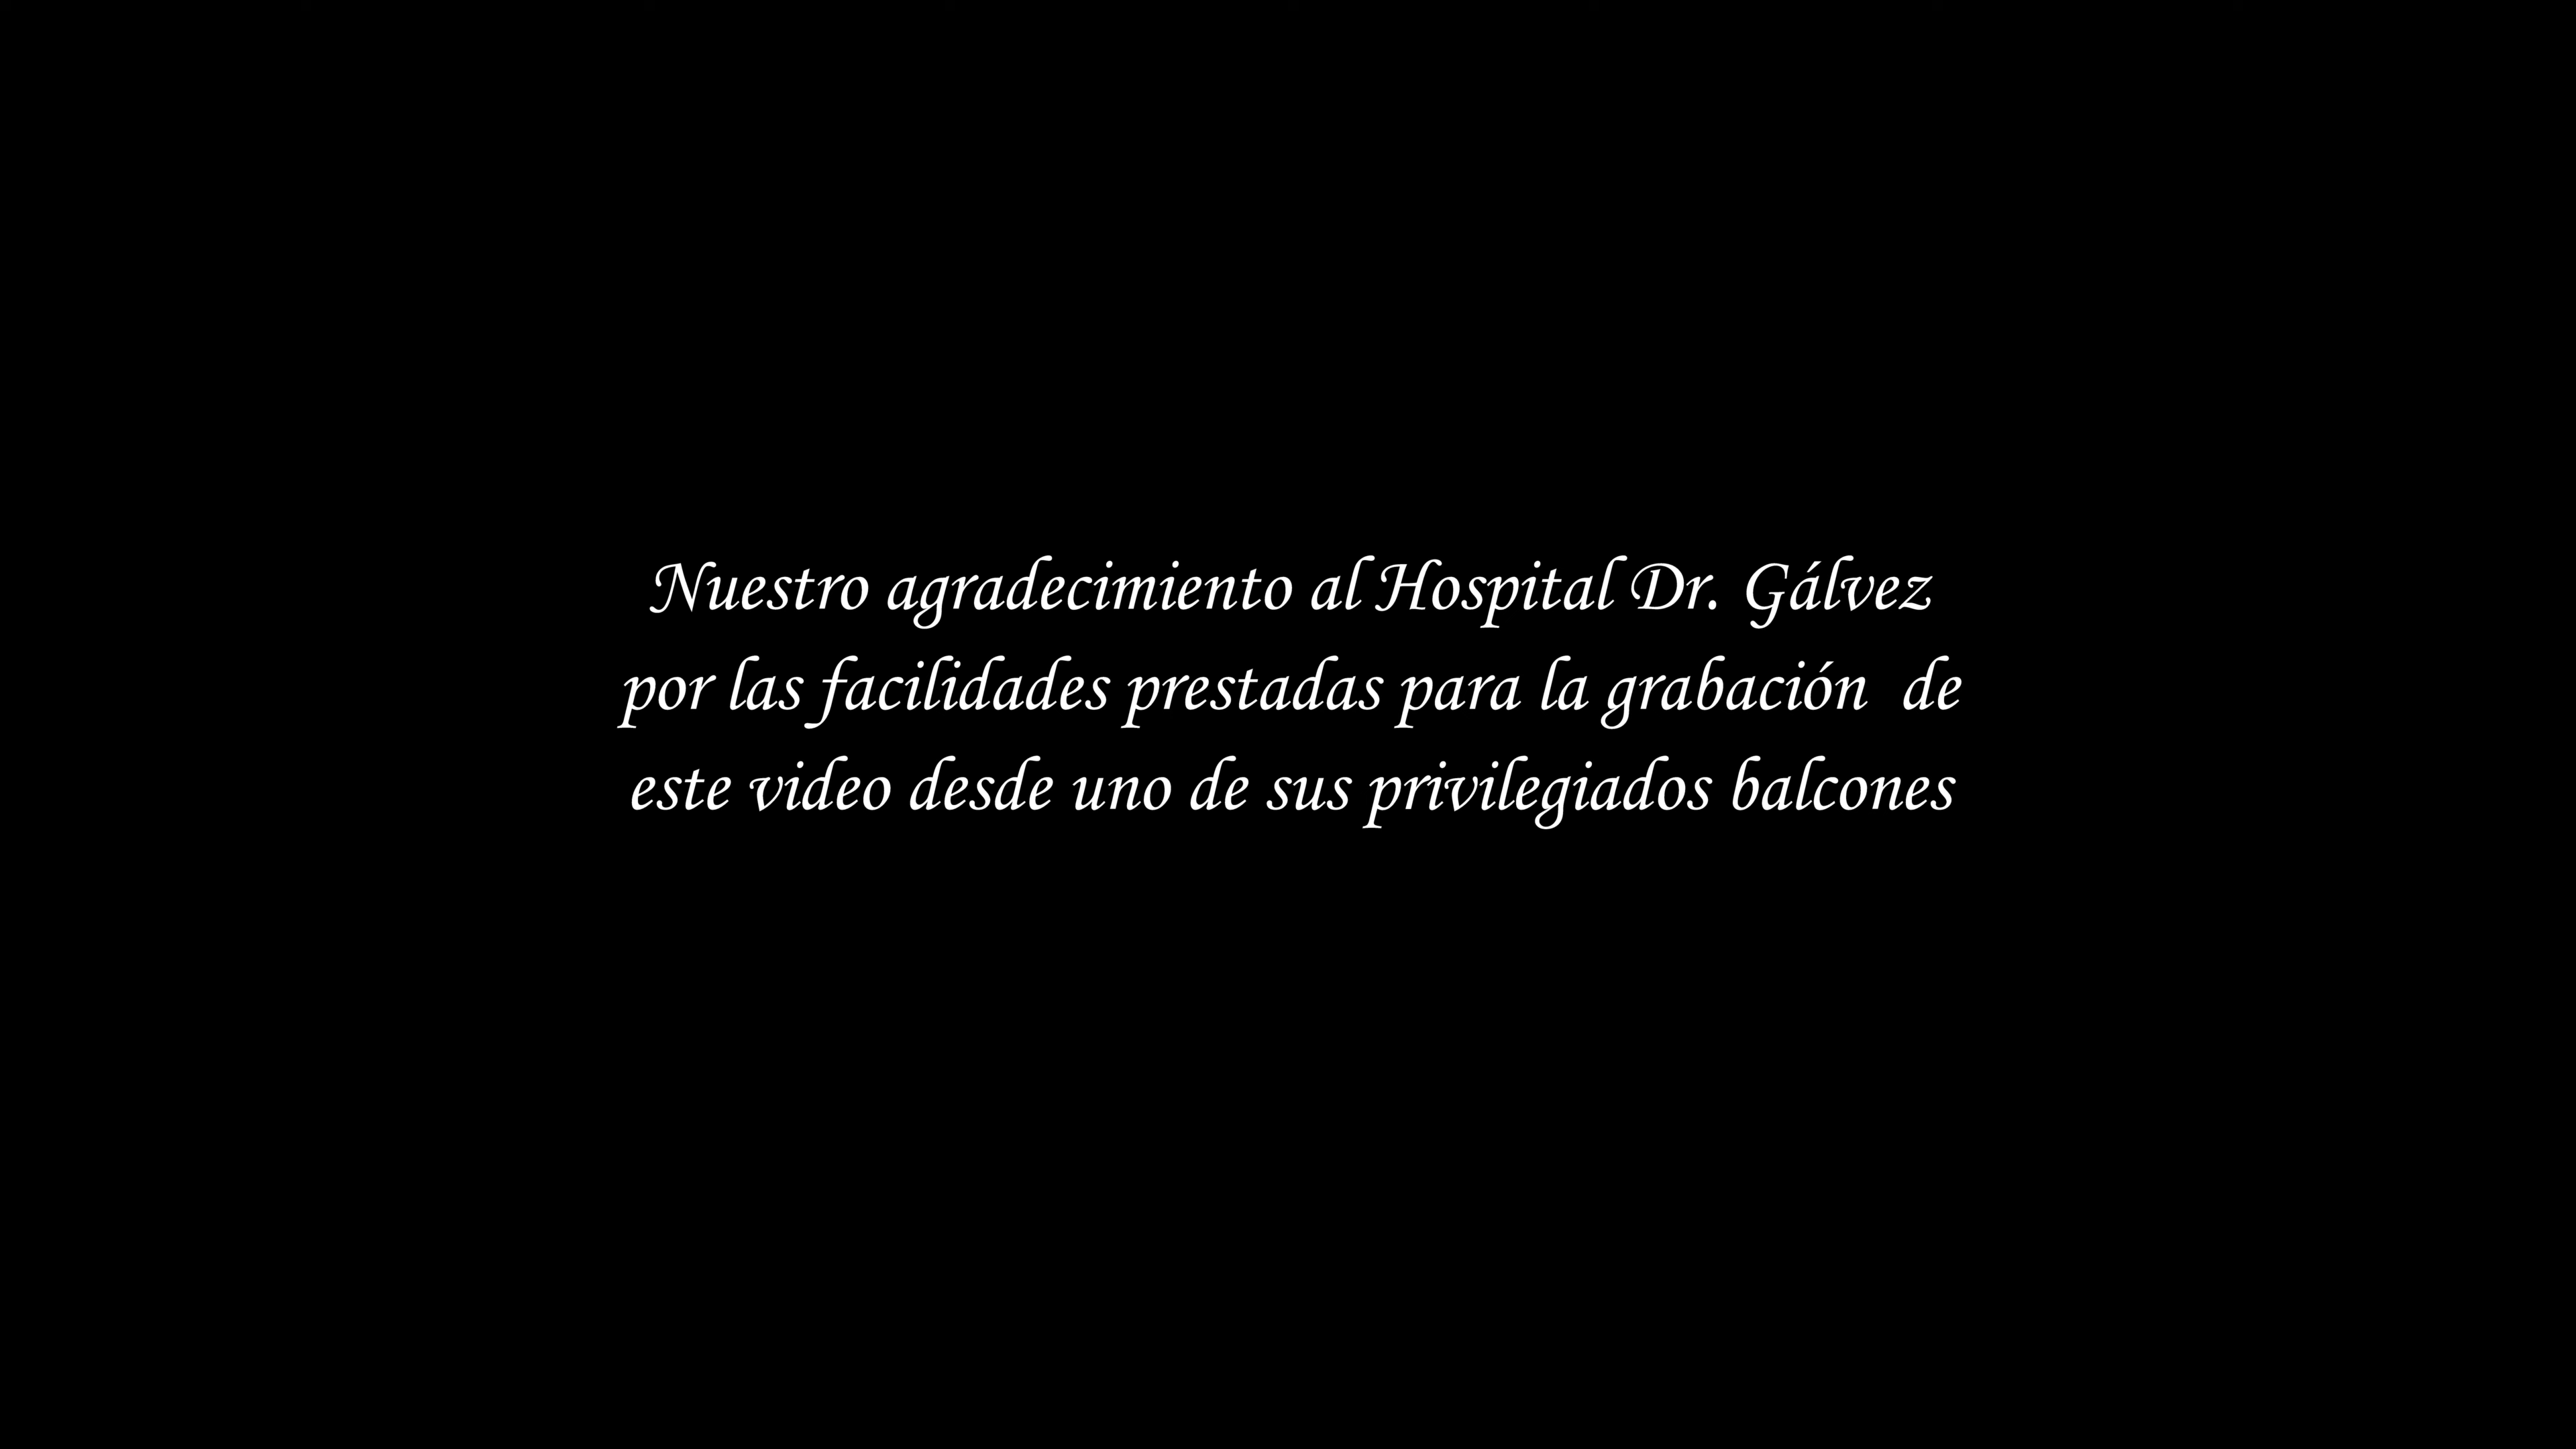 Nuestro agradecimiento al Hospital Dr. Gálvez
por las facilidades prestadas para la grabación de
este video desde uno de sus privilegiados balcones